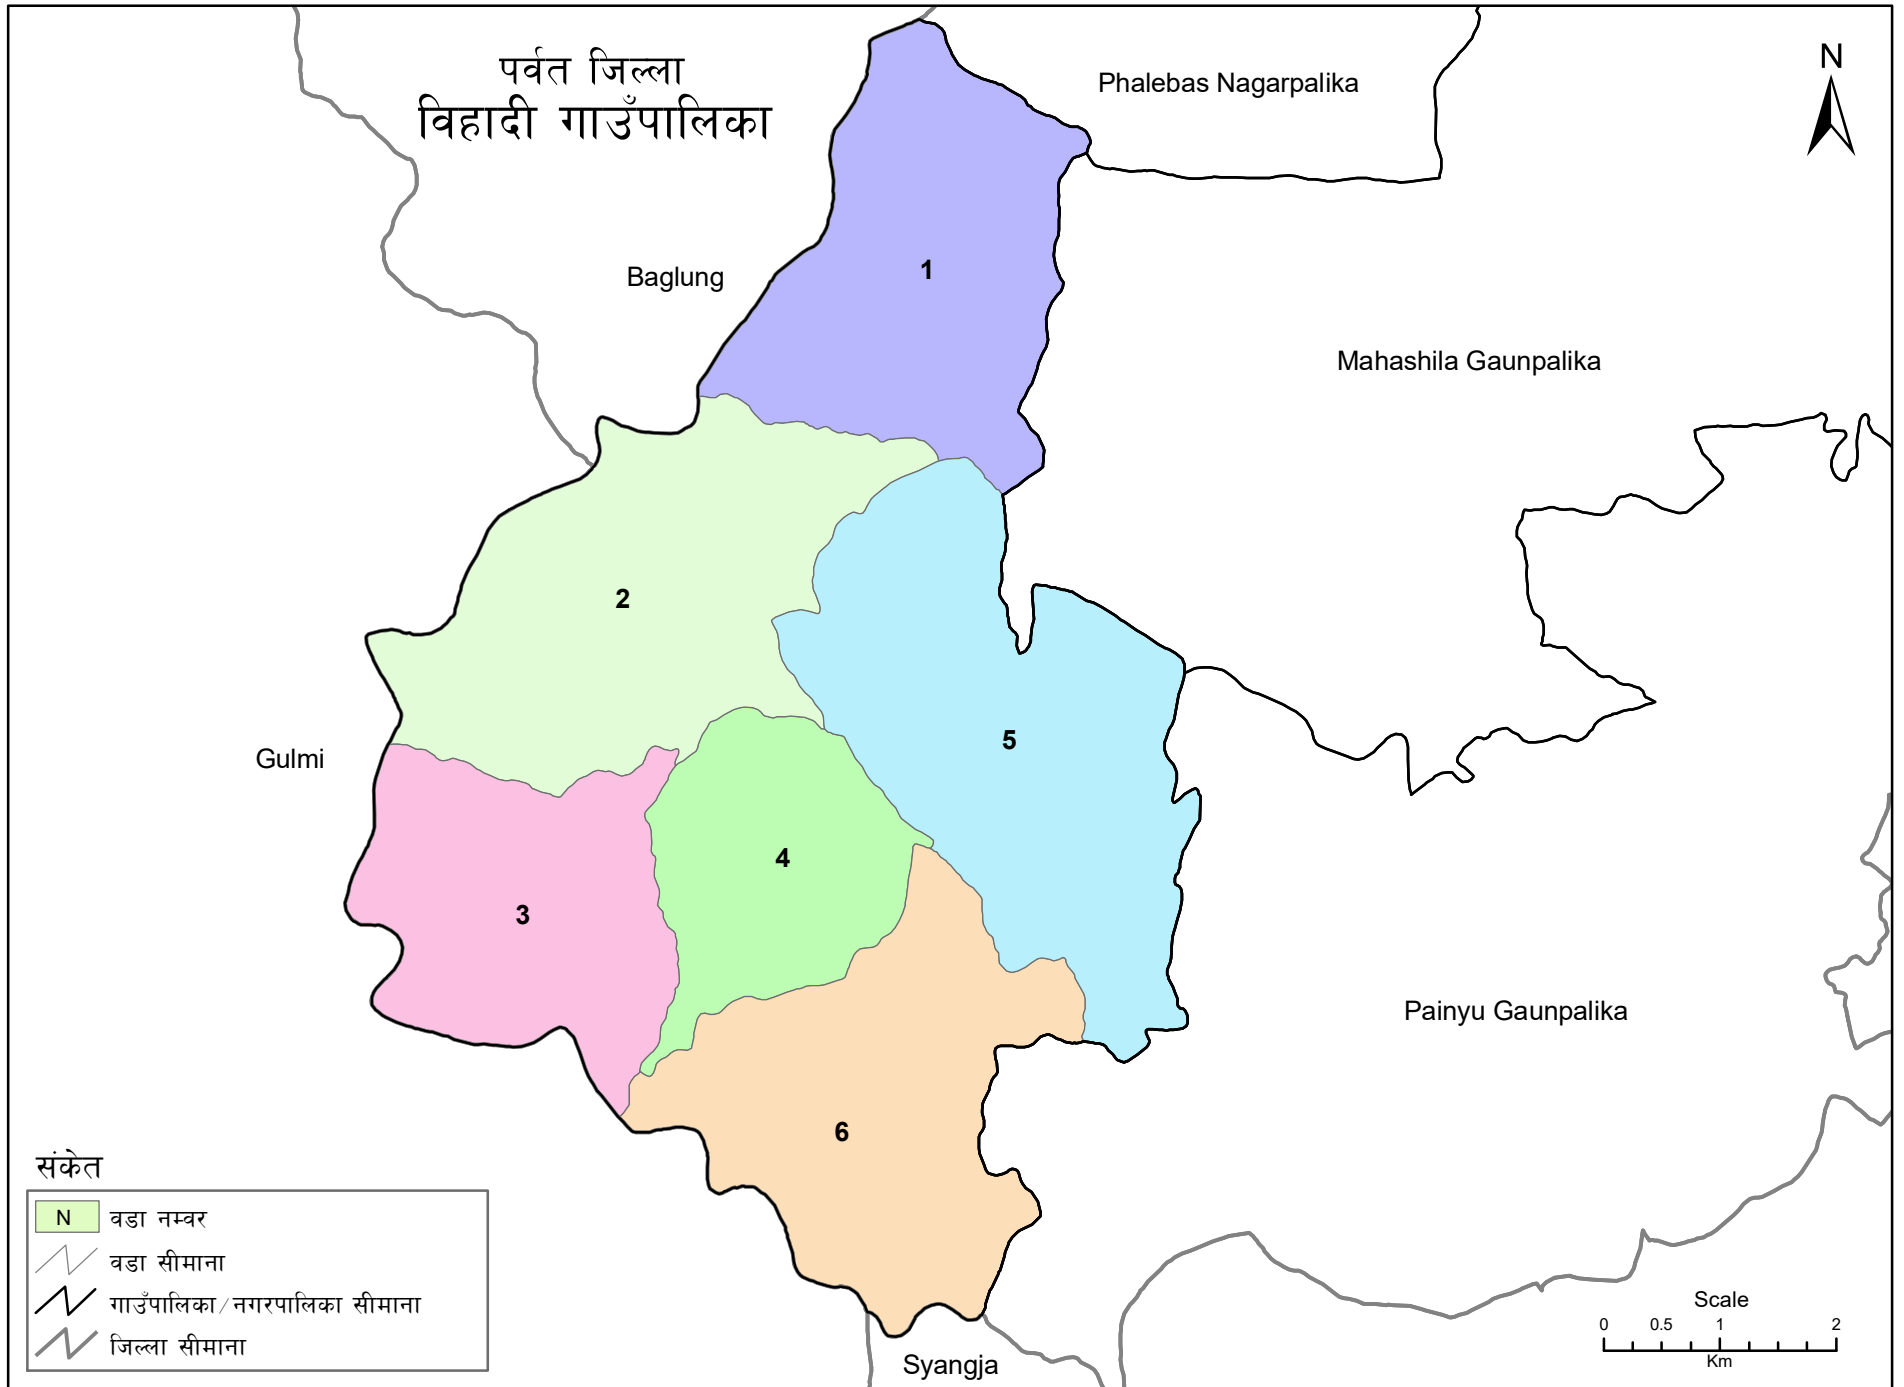 पर्वत जिल्ला
विहादी गाउँपालिका
Phalebas Nagarpalika
N
Baglung
1
Mahashila Gaunpalika
2
5
Gulmi
4
3
Painyu Gaunpalika
6
संकेत
N वडा नम्वर
वडा सीमाना
गाउँपालिका/नगरपालिका सीमाना
जिल्ला सीमाना
Scale
0 0.5 1 2
Km
Syangja